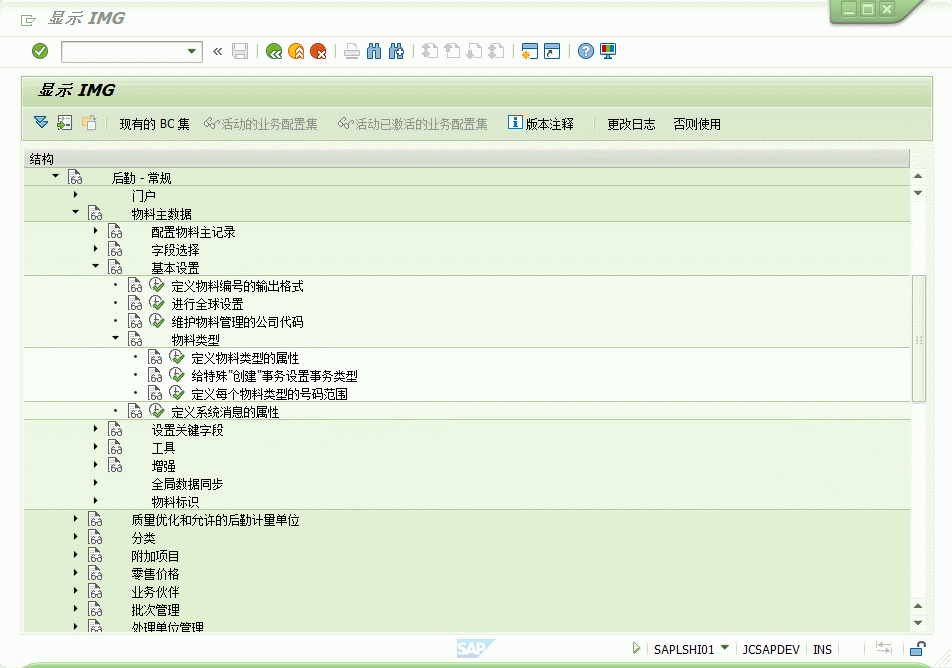 显示 IMG
显示 IMG
现有的 BC 集 活动的业务配置集 活动已激活的业务配置集 版本注释 更改日志 否则使用
结构
后勤 - 常规
门户
物料主数据
配置物料主记录
字段选择
基本设置
定义物料编号的输出格式
进行全球设置
维护物料管理的公司代码
物料类型
定义物料类型的属性
给特殊"创建"事务设置事务类型
定义每个物料类型的号码范围
定义系统消息的属性
设置关键字段
工具
增强
全局数据同步
物料标识
质量优化和允许的后勤计量单位
分类
附加项目
零售价格
业务伙伴
批次管理
处理单位管理
SAP SAPLSHI01 JCSAPDEV INS